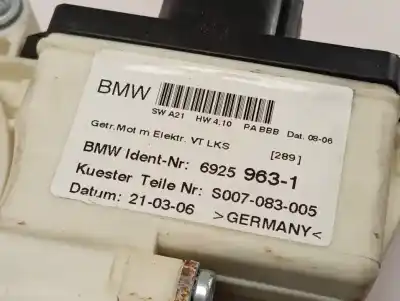 BMW
SW A21 HW 4.10 PA BBB Dat. 08-06
Getr.Mot m Elektr. VT LKS [289]
BMW Ident-Nr: 6925 963-1
Kuester Teile Nr: S007-083-005
Datum: 21-03-06 >GERMANY<